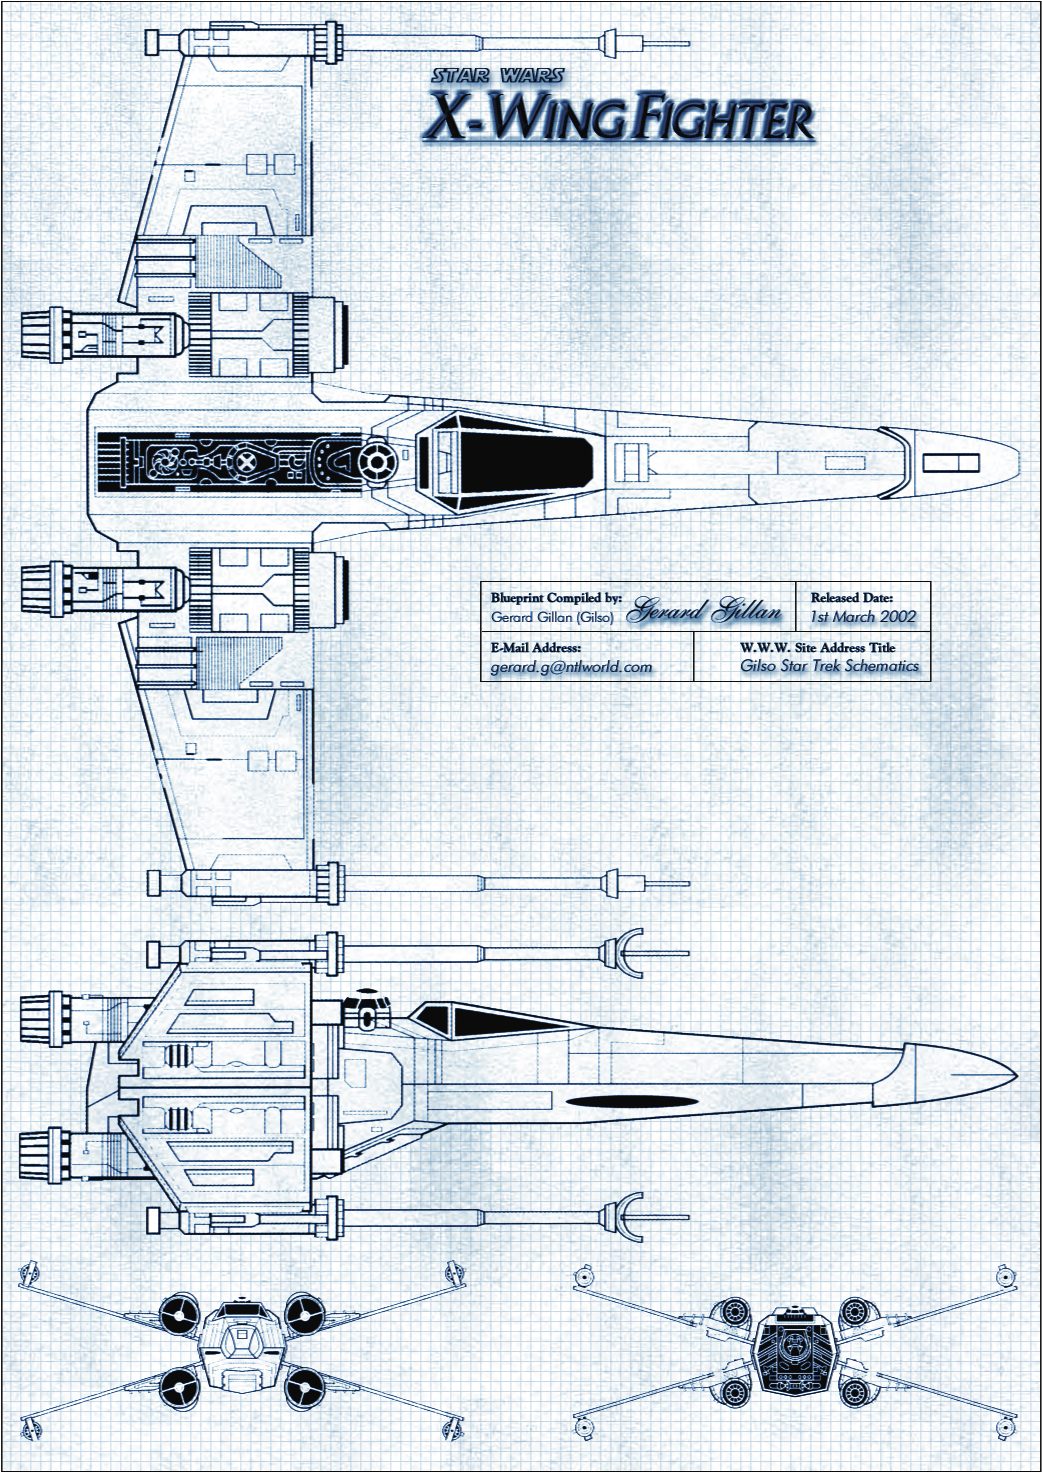 STAR WARS
X-WING FIGHTER
Blueprint Compiled by:
Gerard Gillan (Gilso)
Gerard Gillan
Released Date:
1st March 2002
E-Mail Address:
gerard.g@ntlworld.com
W.W.W. Site Address Title
Gilso Star Trek Schematics